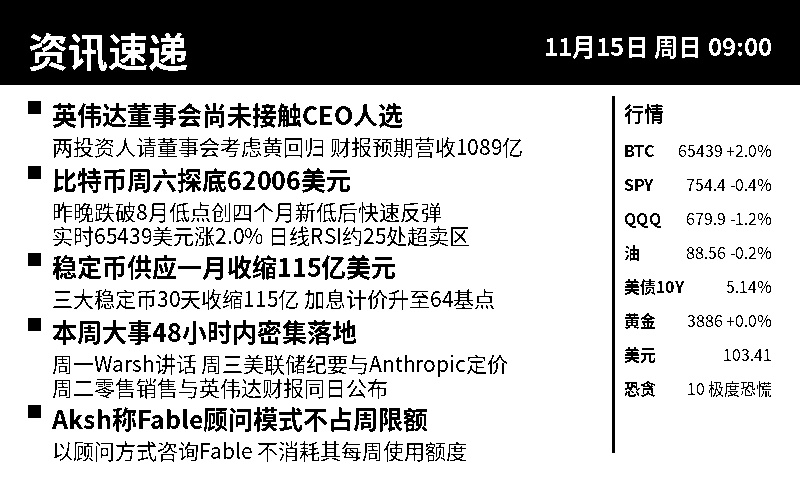 资讯速递
11月15日 周日 09:00
英伟达董事会尚未接触CEO人选
两投资人请董事会考虑黄回归 财报预期营收1089亿
比特币周六探底62006美元
昨晚跌破8月低点创四个月新低后快速反弹
实时65439美元涨2.0% 日线RSI约25处超卖区
稳定币供应一月收缩115亿美元
三大稳定币30天收缩115亿 加息计价升至64基点
本周大事48小时内密集落地
周一Warsh讲话 周三美联储纪要与Anthropic定价
周二零售销售与英伟达财报同日公布
Aksh称Fable顾问模式不占周限额
以顾问方式咨询Fable 不消耗其每周使用额度
行情
BTC 65439 +2.0%
SPY 754.4 -0.4%
QQQ 679.9 -1.2%
油 88.56 -0.2%
美债10Y 5.14%
黄金 3886 +0.0%
美元 103.41
恐贪 10 极度恐慌